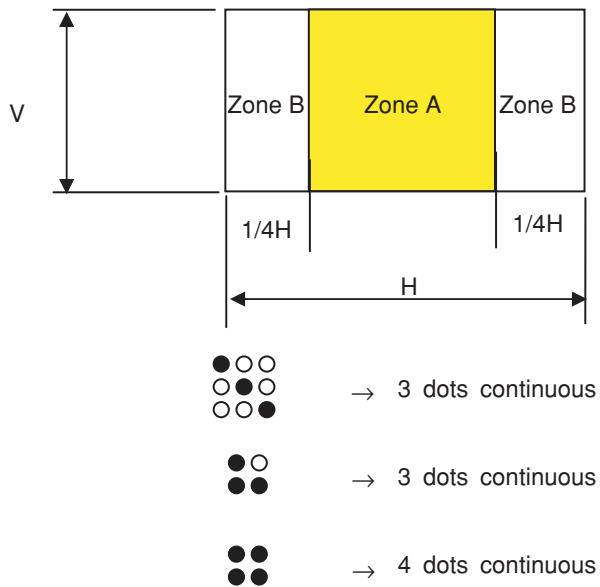 V
Zone B Zone A Zone B
1/4H 1/4H
H
→ 3 dots continuous
→ 3 dots continuous
→ 4 dots continuous